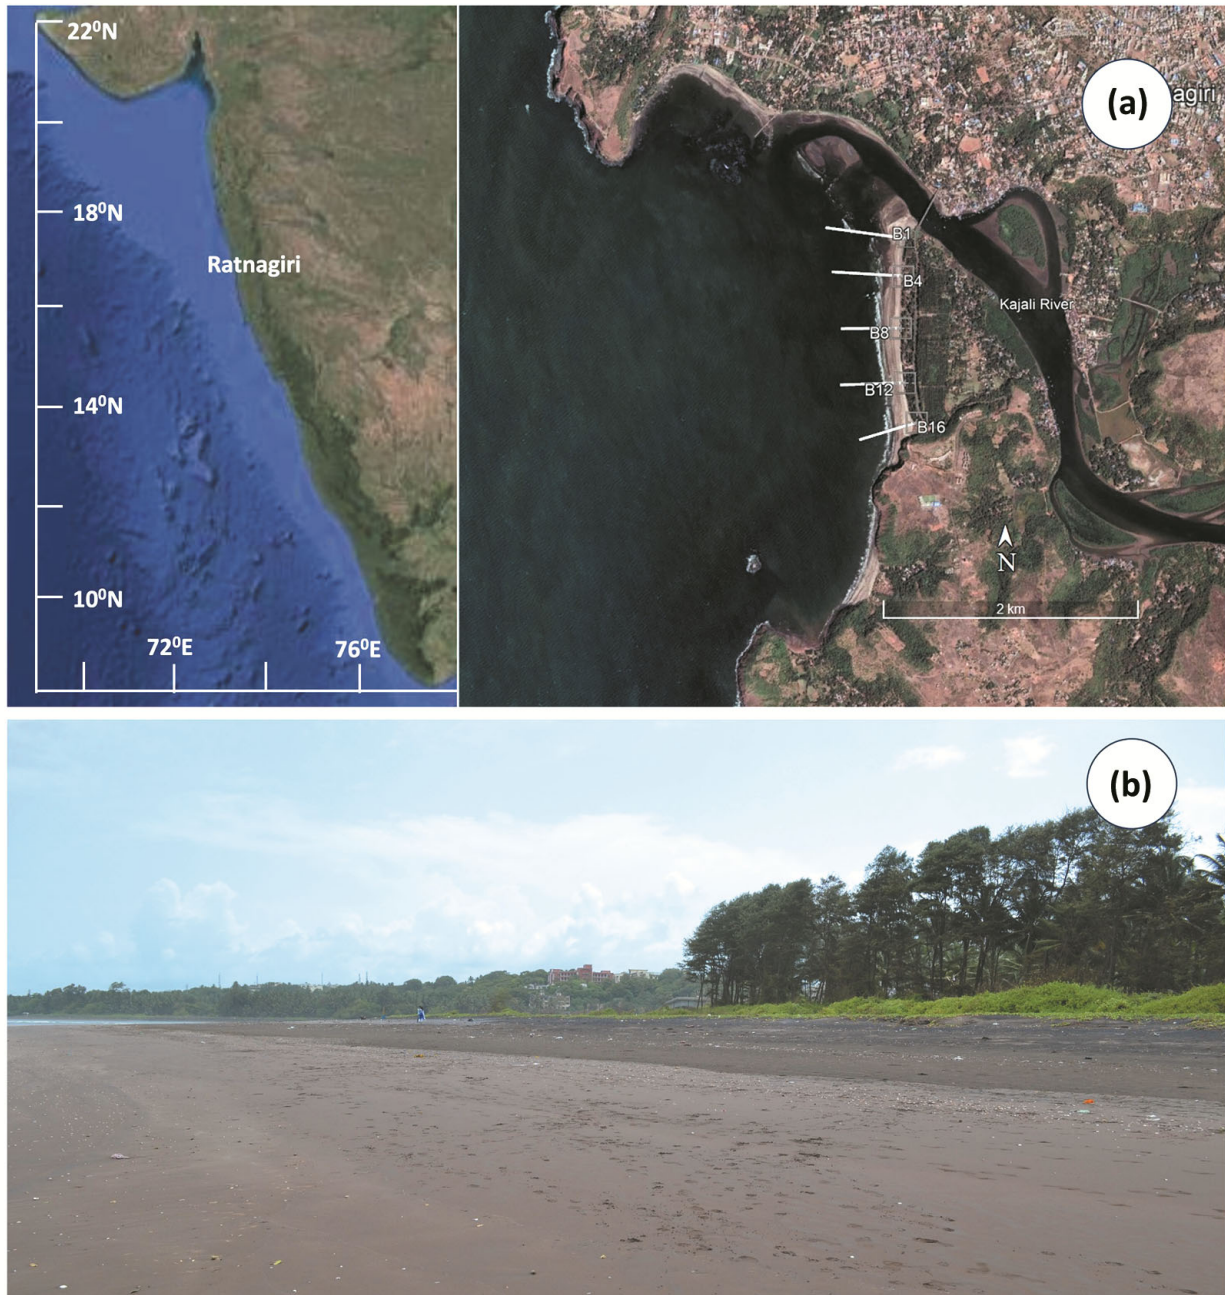 22⁰N
18⁰N
Ratnagiri
14⁰N
10⁰N
72⁰E
76⁰E
(a)
agiri
B1
B4
Kajali River
B8
B12
B16
N
2 km
(b)